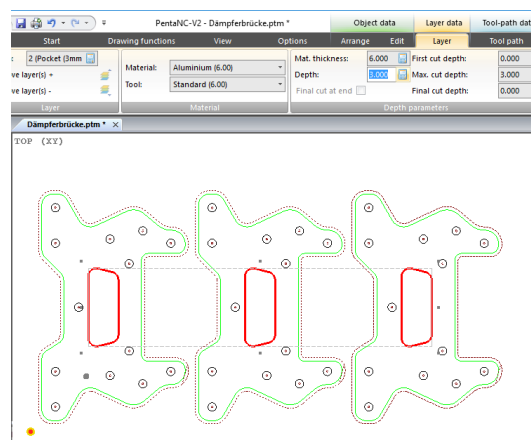 PentaNC-V2 - Dämpferbrücke.ptm *
Object data
Layer data
Tool-path data
Start
Drawing functions
View
Options
Arrange
Edit
Layer
Tool path
2 (Pocket (3mm
ve layer(s) +
ve layer(s) -
Layer
Material:
Aluminium (6.00)
Tool:
Standard (6.00)
Material
Mat. thickness:
6.000
First cut depth:
0.000
Depth:
3.000
Max. cut depth:
3.000
Final cut at end
Final cut depth:
0.000
Depth parameters
Dämpferbrücke.ptm *
TOP (XY)